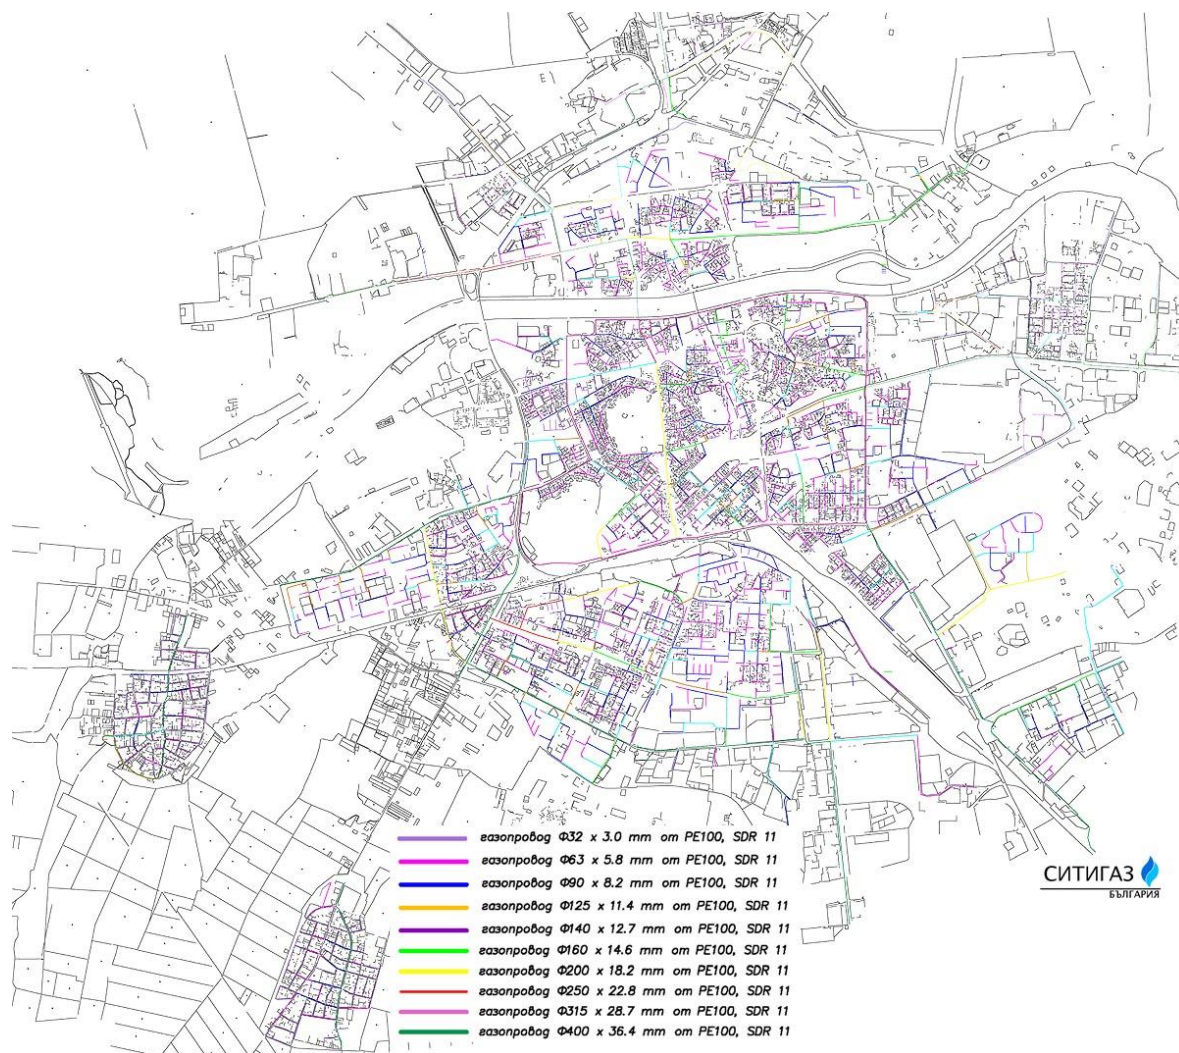 газопровод Ф32 x 3.0 mm от PE100, SDR 11
газопровод Ф63 x 5.8 mm от PE100, SDR 11
газопровод Ф90 x 8.2 mm от PE100, SDR 11
газопровод Ф125 x 11.4 mm от PE100, SDR 11
газопровод Ф140 x 12.7 mm от PE100, SDR 11
газопровод Ф160 x 14.6 mm от PE100, SDR 11
газопровод Ф200 x 18.2 mm от PE100, SDR 11
газопровод Ф250 x 22.8 mm от PE100, SDR 11
газопровод Ф315 x 28.7 mm от PE100, SDR 11
газопровод Ф400 x 36.4 mm от PE100, SDR 11
СИТИГАЗ
БЪЛГАРИЯ